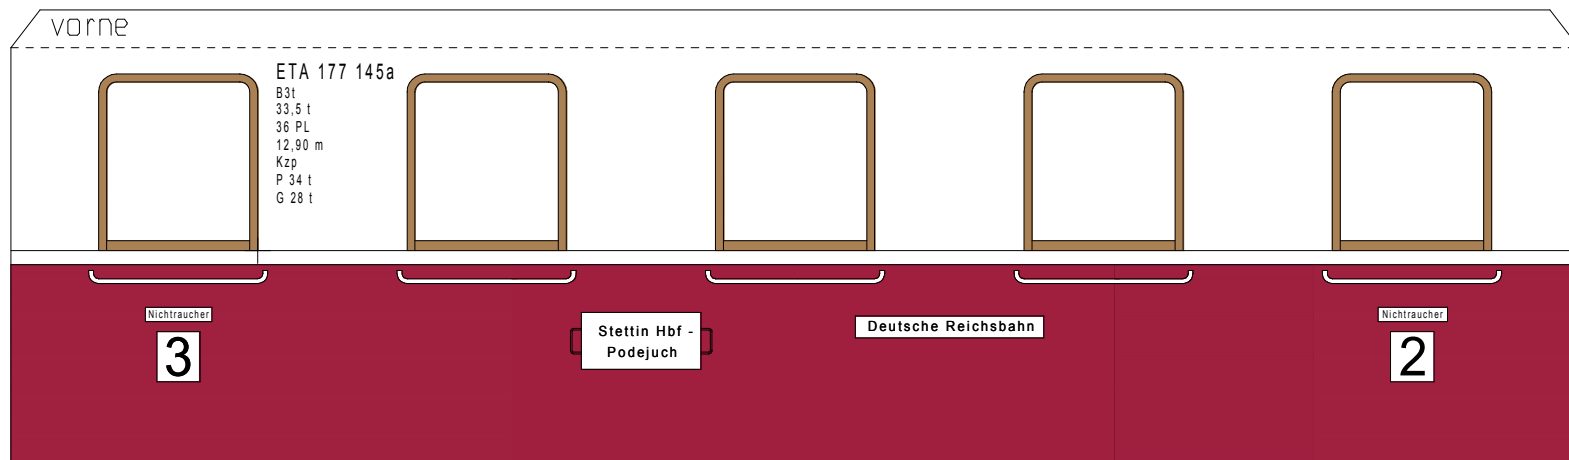 vorne
ETA 177 145a
B3t
33,5 t
36 PL
12,90 m
Kzp
P 34 t
G 28 t
Nichtraucher
3
Stettin Hbf -
Podejuch
Deutsche Reichsbahn
Nichtraucher
2